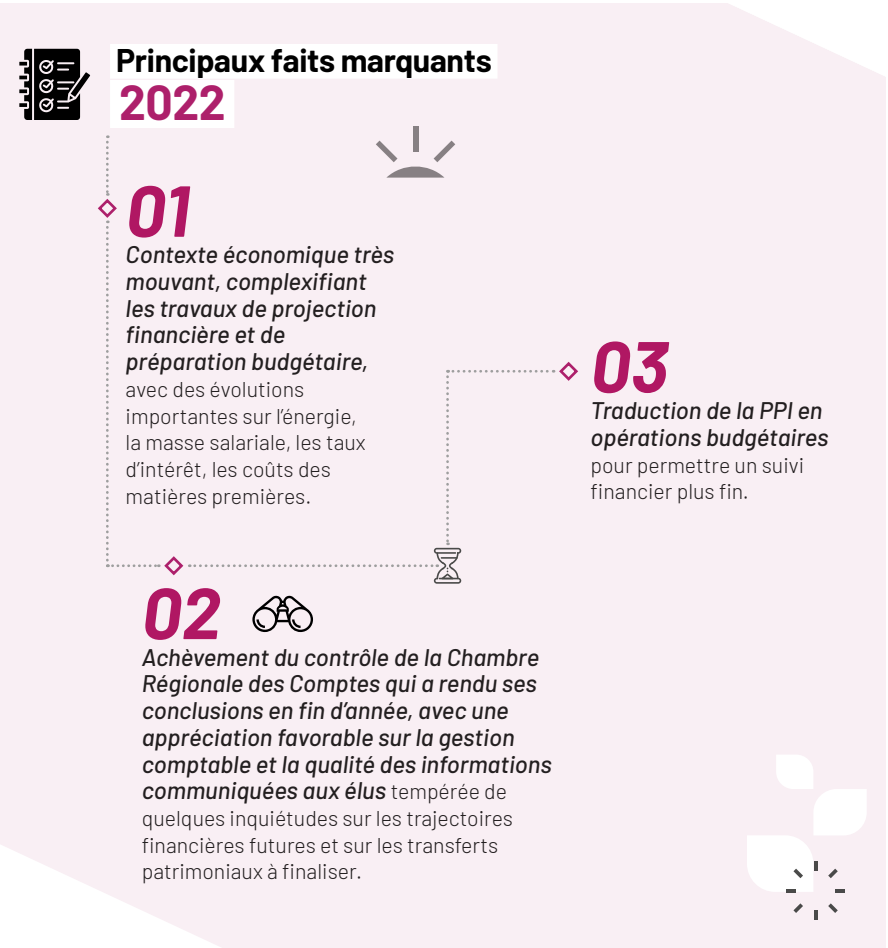 Principaux faits marquants
2022
01
Contexte économique très
mouvant, complexifiant
les travaux de projection
financière et de
préparation budgétaire,
avec des évolutions
importantes sur l'énergie,
la masse salariale, les taux
d'intérêt, les coûts des
matières premières.
02
Achèvement du contrôle de la Chambre
Régionale des Comptes qui a rendu ses
conclusions en fin d'année, avec une
appréciation favorable sur la gestion
comptable et la qualité des informations
communiquées aux élus tempérée de
quelques inquiétudes sur les trajectoires
financières futures et sur les transferts
patrimoniaux à finaliser.
03
Traduction de la PPI en
opérations budgétaires
pour permettre un suivi
financier plus fin.